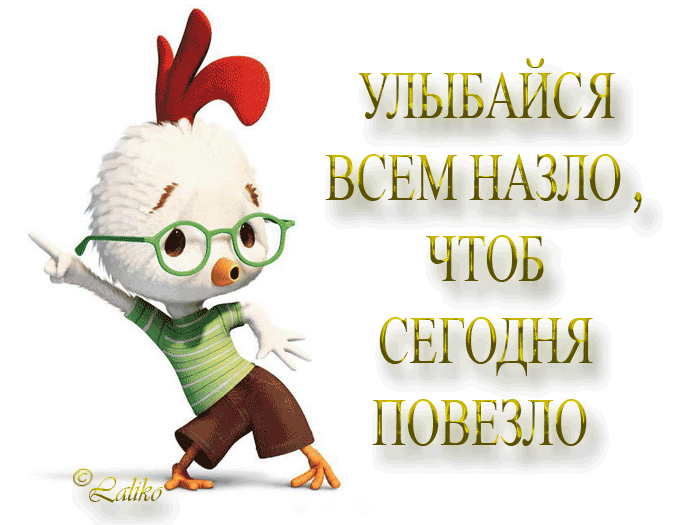 УЛЫБАЙСЯ
ВСЕМ НАЗЛО ,
ЧТОБ
СЕГОДНЯ
ПОВЕЗЛО
© Laliko